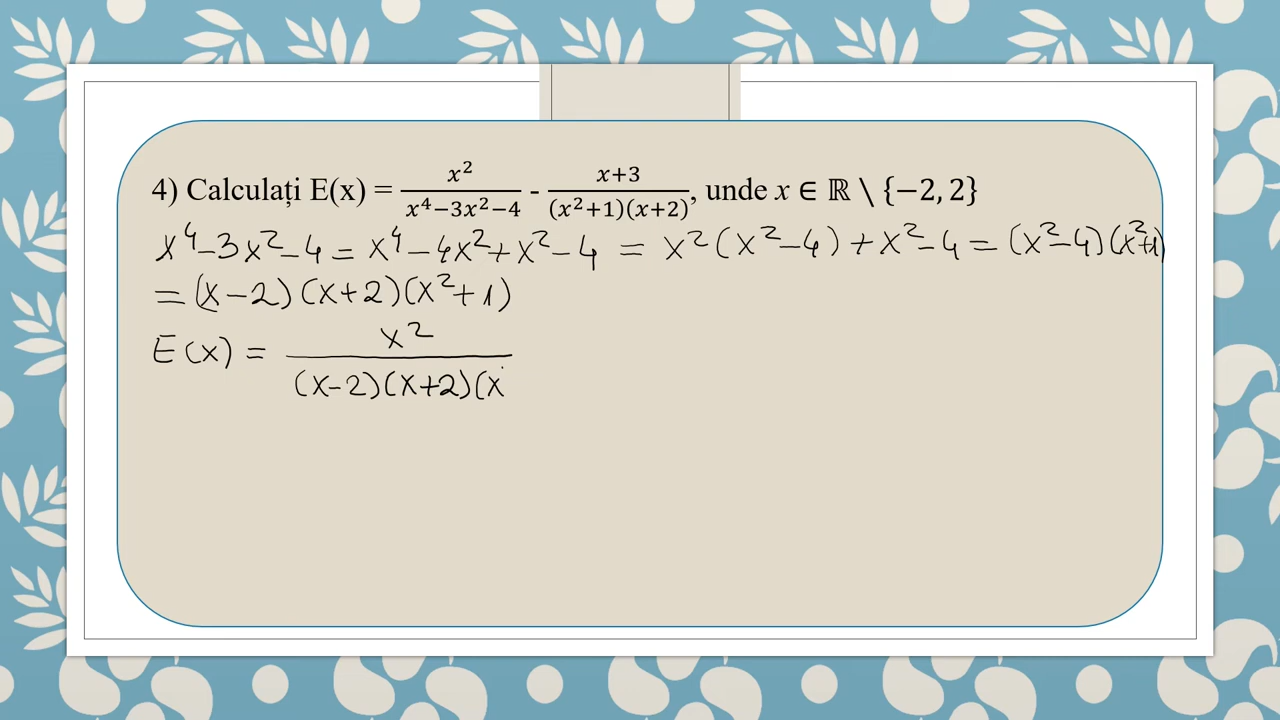 4) Calculați E(x) = x²/(x⁴−3x²−4) - (x+3)/((x²+1)(x+2)), unde x ∈ ℝ \ {−2, 2}
x⁴−3x²−4 = x⁴−4x²+x²−4 = x²(x²−4)+x²−4 = (x²−4)(x²+1)
= (x−2)(x+2)(x²+1)
E(x) = x²/((x−2)(x+2)(x